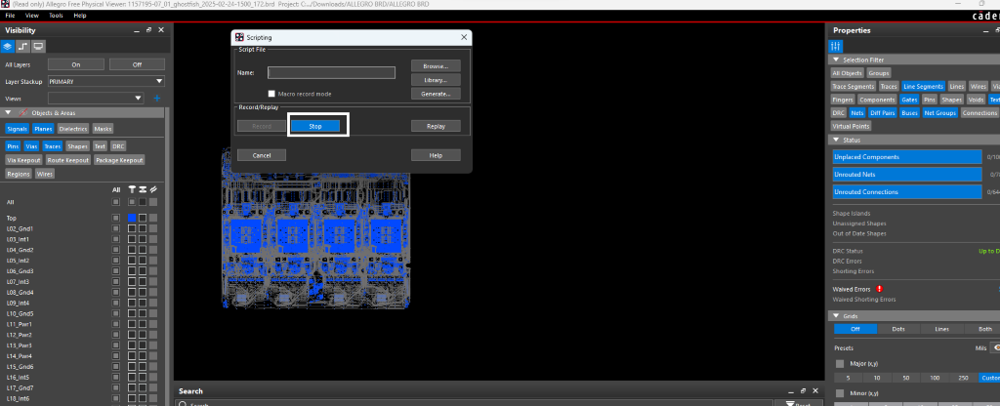 (Read only) Allegro Free Physical Viewer: 1157195-07_01_ghostfish_2025-02-24-1500_172.brd Project: C:.../Downloads/ALLEGRO BRD/ALLEGRO BRD
File View Tools Help
cāden
Visibility
All Layers On Off
Layer Stackup PRIMARY
Views
Objects & Areas
Signals Planes Dielectrics Masks
Pins Vias Traces Shapes Text DRC
Via Keepout Route Keepout Package Keepout
Regions Wires
All
All
Top
L02_Gnd1
L03_Int1
L04_Gnd2
L05_Int2
L06_Gnd3
L07_Int3
L08_Gnd4
L09_Int4
L10_Gnd5
L11_Pwr1
L12_Pwr2
L13_Pwr3
L14_Pwr4
L15_Gnd6
L16_Int5
L17_Gnd7
L18_Int6
Scripting
Script File
Name:
Browse...
Library...
Macro record mode
Generate...
Record/Replay
Record Stop Replay
Cancel Help
Search
Search
Reset
Properties
Selection Filter
All Objects Groups
Trace Segments Traces Line Segments Lines Wires Via
Fingers Components Gates Pins Shapes Voids Text
DRC Nets Diff Pairs Buses Net Groups Connections
Virtual Points
Status
Unplaced Components
Unrouted Nets
Unrouted Connections
Shape Islands
Unassigned Shapes
Out of Date Shapes
DRC Status Up to D
DRC Errors
Shorting Errors
Waived Errors
Waived Shorting Errors
Grids
Off Dots Lines Both
Presets Mils
Major (x,y)
5 10 50 100 250 Custom
Minor (x,y)